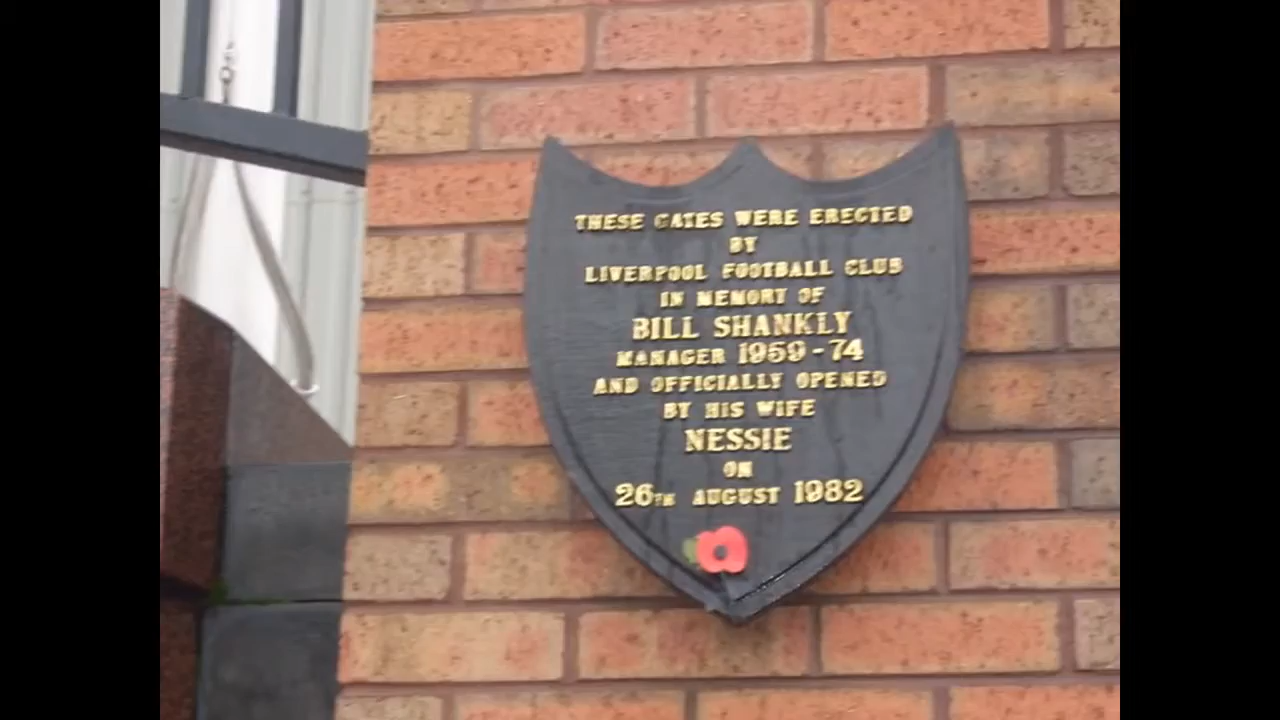 THESE GATES WERE ERECTED
BY
LIVERPOOL FOOTBALL CLUB
IN MEMORY OF
BILL SHANKLY
MANAGER 1959-74
AND OFFICIALLY OPENED
BY HIS WIFE
NESSIE
ON
26TH AUGUST 1982